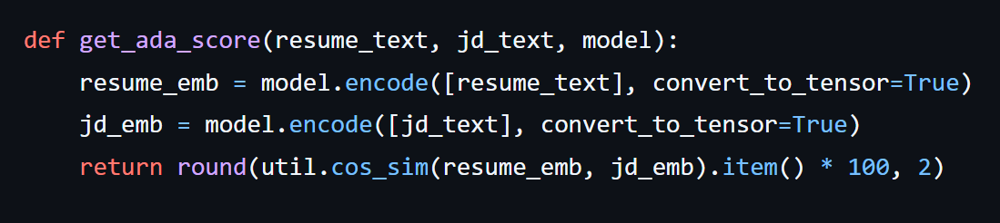 def get_ada_score(resume_text, jd_text, model):
    resume_emb = model.encode([resume_text], convert_to_tensor=True)
    jd_emb = model.encode([jd_text], convert_to_tensor=True)
    return round(util.cos_sim(resume_emb, jd_emb).item() * 100, 2)